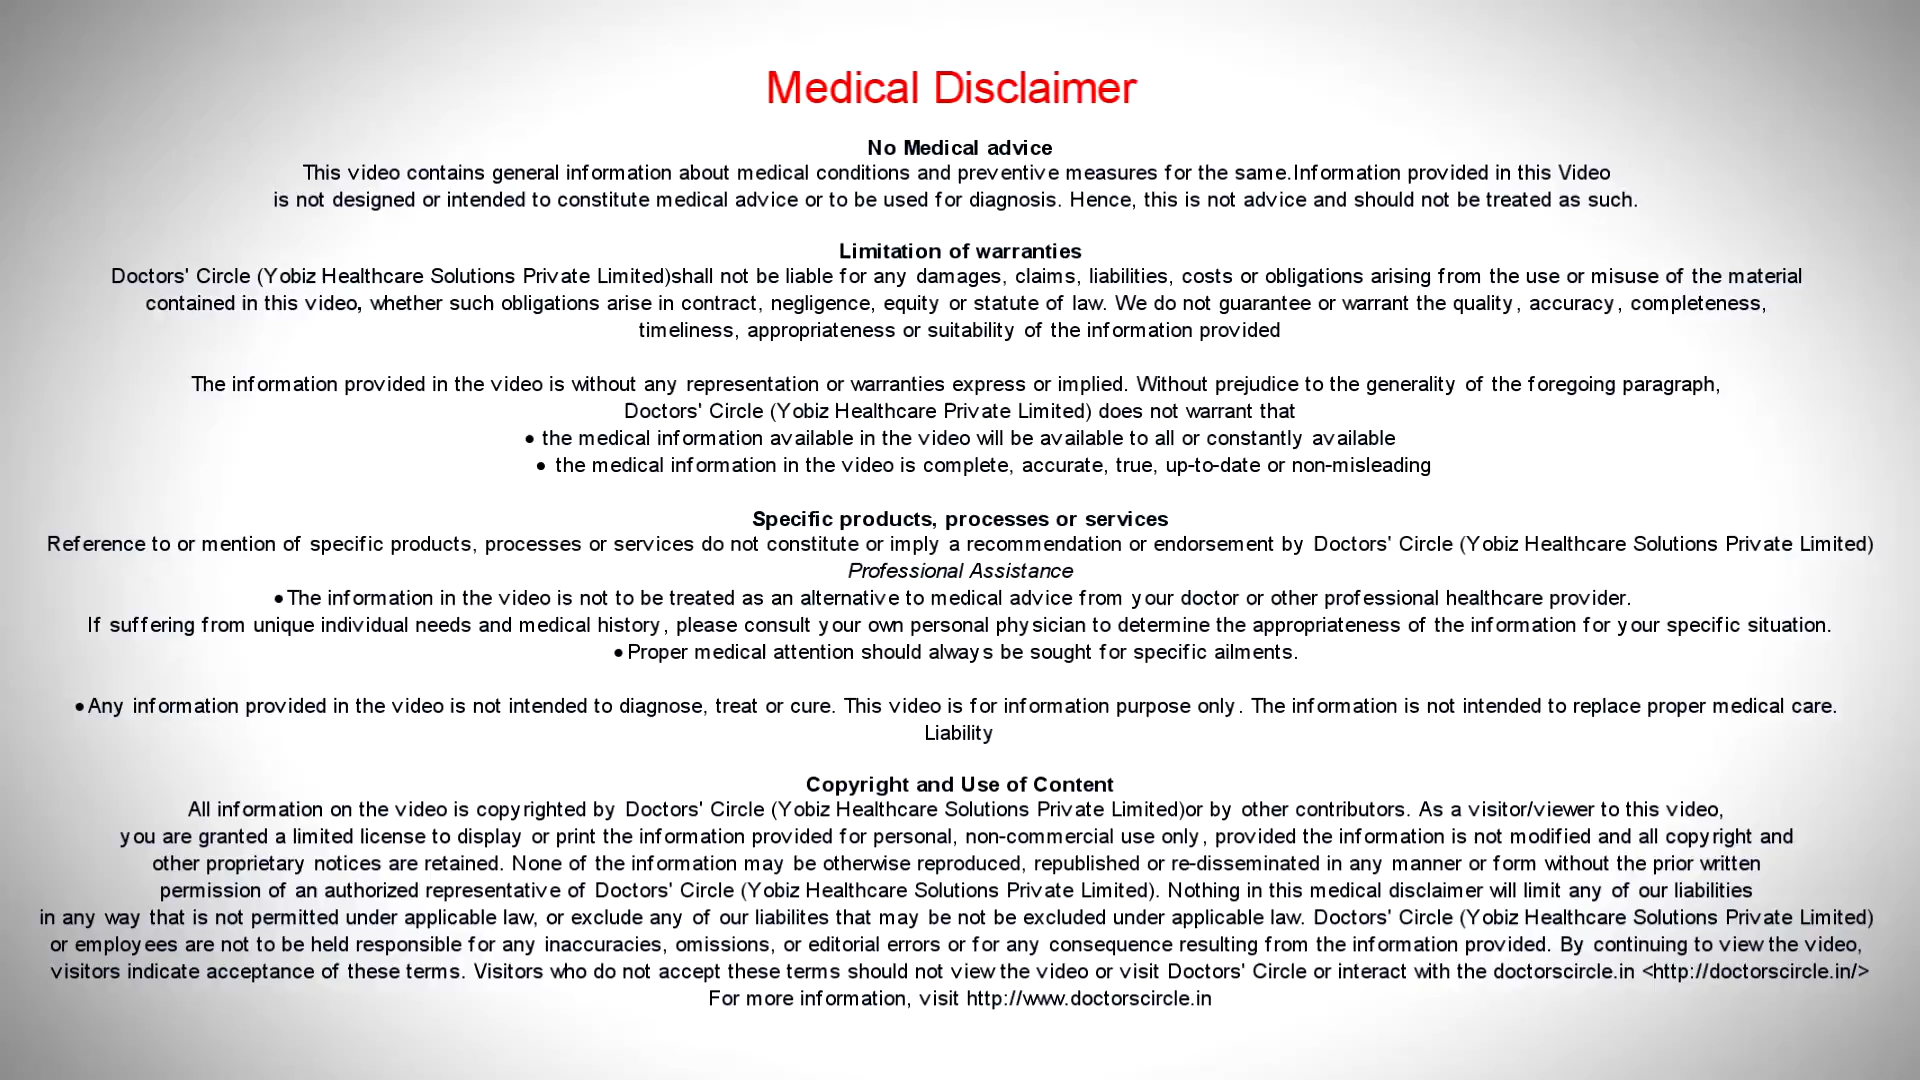 Medical Disclaimer
No Medical advice
This video contains general information about medical conditions and preventive measures for the same.Information provided in this Video
is not designed or intended to constitute medical advice or to be used for diagnosis. Hence, this is not advice and should not be treated as such.
Limitation of warranties
Doctors' Circle (Yobiz Healthcare Solutions Private Limited)shall not be liable for any damages, claims, liabilities, costs or obligations arising from the use or misuse of the material
contained in this video, whether such obligations arise in contract, negligence, equity or statute of law. We do not guarantee or warrant the quality, accuracy, completeness,
timeliness, appropriateness or suitability of the information provided
The information provided in the video is without any representation or warranties express or implied. Without prejudice to the generality of the foregoing paragraph,
Doctors' Circle (Yobiz Healthcare Private Limited) does not warrant that
• the medical information available in the video will be available to all or constantly available
• the medical information in the video is complete, accurate, true, up-to-date or non-misleading
Specific products, processes or services
Reference to or mention of specific products, processes or services do not constitute or imply a recommendation or endorsement by Doctors' Circle (Yobiz Healthcare Solutions Private Limited)
Professional Assistance
•The information in the video is not to be treated as an alternative to medical advice from your doctor or other professional healthcare provider.
If suffering from unique individual needs and medical history, please consult your own personal physician to determine the appropriateness of the information for your specific situation.
•Proper medical attention should always be sought for specific ailments.
•Any information provided in the video is not intended to diagnose, treat or cure. This video is for information purpose only. The information is not intended to replace proper medical care.
Liability
Copyright and Use of Content
All information on the video is copyrighted by Doctors' Circle (Yobiz Healthcare Solutions Private Limited)or by other contributors. As a visitor/viewer to this video,
you are granted a limited license to display or print the information provided for personal, non-commercial use only, provided the information is not modified and all copyright and
other proprietary notices are retained. None of the information may be otherwise reproduced, republished or re-disseminated in any manner or form without the prior written
permission of an authorized representative of Doctors' Circle (Yobiz Healthcare Solutions Private Limited). Nothing in this medical disclaimer will limit any of our liabilities
in any way that is not permitted under applicable law, or exclude any of our liabilites that may be not be excluded under applicable law. Doctors' Circle (Yobiz Healthcare Solutions Private Limited)
or employees are not to be held responsible for any inaccuracies, omissions, or editorial errors or for any consequence resulting from the information provided. By continuing to view the video,
visitors indicate acceptance of these terms. Visitors who do not accept these terms should not view the video or visit Doctors' Circle or interact with the doctorscircle.in <http://doctorscircle.in/>
For more information, visit http://www.doctorscircle.in